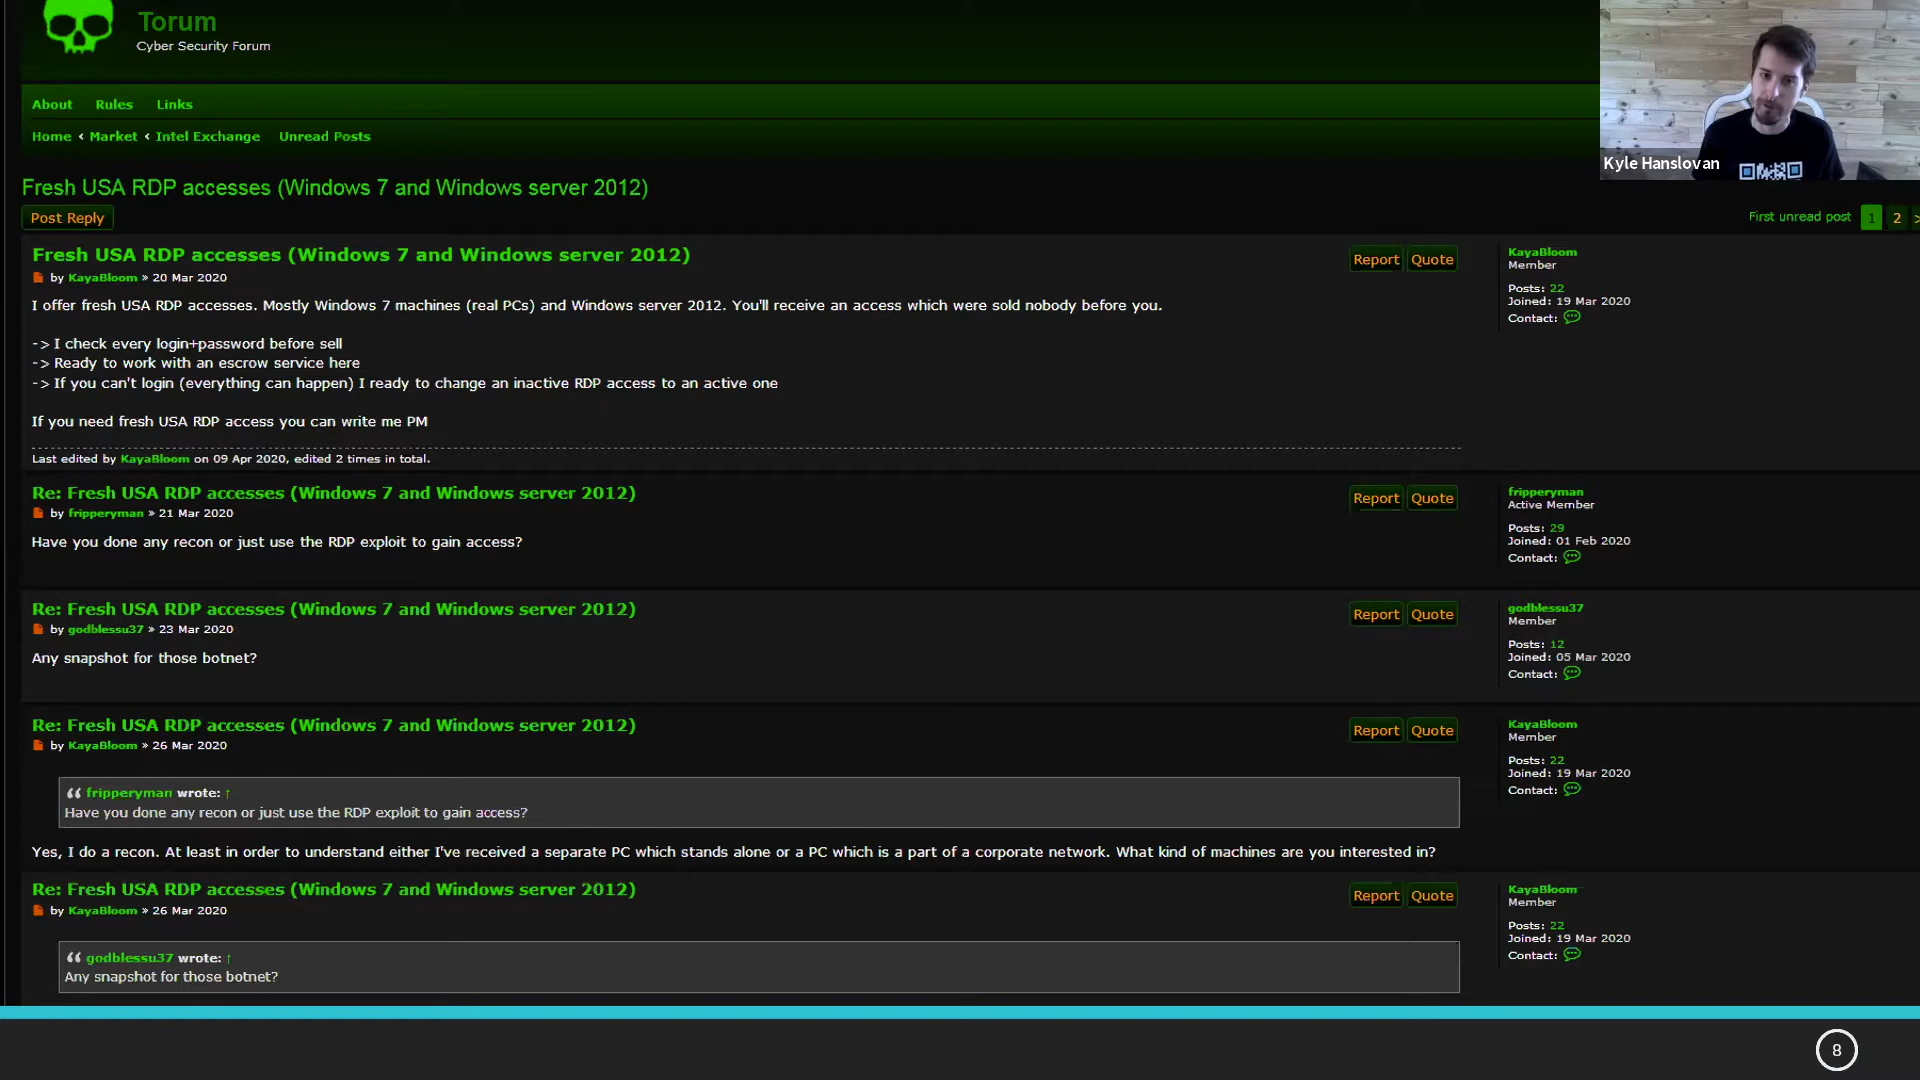 Torum
Cyber Security Forum
Kyle Hanslovan
About Rules Links
Home ‹ Market ‹ Intel Exchange Unread Posts
Fresh USA RDP accesses (Windows 7 and Windows server 2012)
Post Reply
First unread post 1 2 >
Fresh USA RDP accesses (Windows 7 and Windows server 2012)
Report Quote
by KayaBloom » 20 Mar 2020
I offer fresh USA RDP accesses. Mostly Windows 7 machines (real PCs) and Windows server 2012. You'll receive an access which were sold nobody before you.
-> I check every login+password before sell
-> Ready to work with an escrow service here
-> If you can't login (everything can happen) I ready to change an inactive RDP access to an active one
If you need fresh USA RDP access you can write me PM
Last edited by KayaBloom on 09 Apr 2020, edited 2 times in total.
KayaBloom
Member
Posts: 22
Joined: 19 Mar 2020
Contact:
Re: Fresh USA RDP accesses (Windows 7 and Windows server 2012)
Report Quote
by fripperyman » 21 Mar 2020
Have you done any recon or just use the RDP exploit to gain access?
fripperyman
Active Member
Posts: 29
Joined: 01 Feb 2020
Contact:
Re: Fresh USA RDP accesses (Windows 7 and Windows server 2012)
Report Quote
by godblessu37 » 23 Mar 2020
Any snapshot for those botnet?
godblessu37
Member
Posts: 12
Joined: 05 Mar 2020
Contact:
Re: Fresh USA RDP accesses (Windows 7 and Windows server 2012)
Report Quote
by KayaBloom » 26 Mar 2020
fripperyman wrote: ↑
Have you done any recon or just use the RDP exploit to gain access?
Yes, I do a recon. At least in order to understand either I've received a separate PC which stands alone or a PC which is a part of a corporate network. What kind of machines are you interested in?
KayaBloom
Member
Posts: 22
Joined: 19 Mar 2020
Contact:
Re: Fresh USA RDP accesses (Windows 7 and Windows server 2012)
Report Quote
by KayaBloom » 26 Mar 2020
godblessu37 wrote: ↑
Any snapshot for those botnet?
KayaBloom
Member
Posts: 22
Joined: 19 Mar 2020
Contact:
8